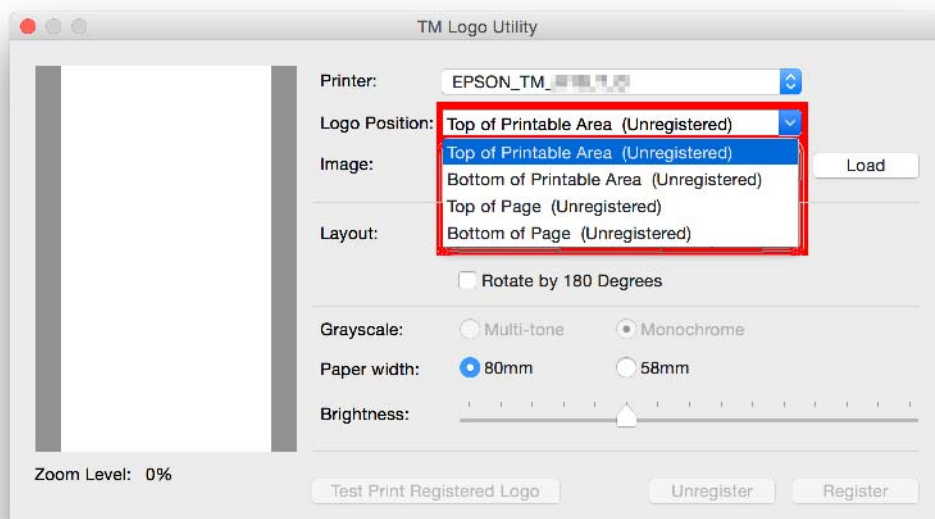 TM Logo Utility
Printer: EPSON_TM_
Logo Position: Top of Printable Area (Unregistered)
Top of Printable Area (Unregistered)
Image: Load
Bottom of Printable Area (Unregistered)
Top of Page (Unregistered)
Layout: Bottom of Page (Unregistered)
Rotate by 180 Degrees
Grayscale: Multi-tone Monochrome
Paper width: 80mm 58mm
Brightness:
Zoom Level: 0%
Test Print Registered Logo Unregister Register